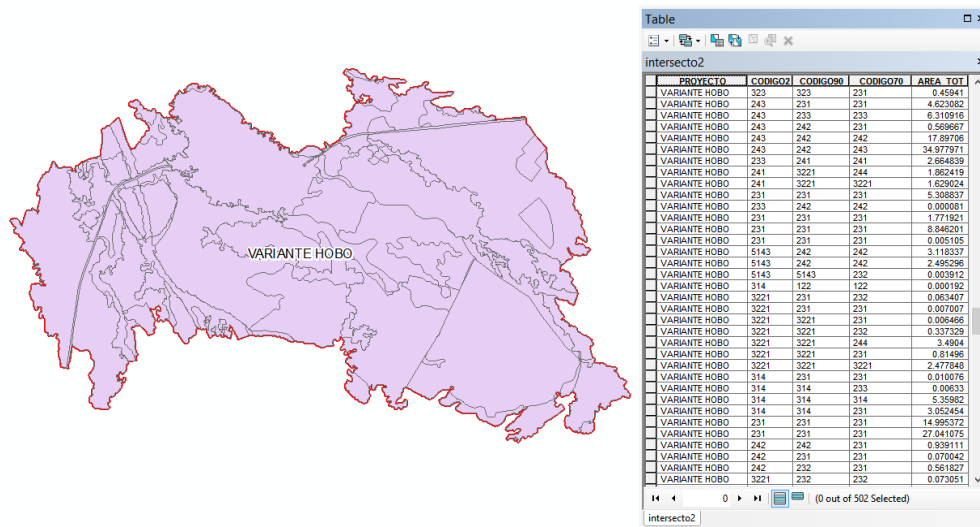 VARIANTE HOBO
Table
intersecto2
PROYECTO CODIGO2 CODIGO90 CODIGO70 AREA_TOT
VARIANTE HOBO 323 323 231 0.45941
VARIANTE HOBO 243 231 231 4.623082
VARIANTE HOBO 243 233 233 6.310916
VARIANTE HOBO 243 242 231 0.569667
VARIANTE HOBO 243 242 242 17.89706
VARIANTE HOBO 243 242 243 34.977971
VARIANTE HOBO 233 241 241 2.664839
VARIANTE HOBO 241 3221 244 1.862419
VARIANTE HOBO 241 3221 3221 1.629024
VARIANTE HOBO 231 231 231 5.308837
VARIANTE HOBO 233 242 242 0.000081
VARIANTE HOBO 231 231 231 1.771921
VARIANTE HOBO 231 231 231 8.846201
VARIANTE HOBO 231 231 231 0.005105
VARIANTE HOBO 5143 242 242 3.118337
VARIANTE HOBO 5143 242 242 2.495296
VARIANTE HOBO 5143 5143 232 0.003912
VARIANTE HOBO 314 122 122 0.000192
VARIANTE HOBO 3221 231 232 0.063407
VARIANTE HOBO 3221 231 231 0.007007
VARIANTE HOBO 3221 3221 231 0.006466
VARIANTE HOBO 3221 3221 232 0.337329
VARIANTE HOBO 3221 3221 244 3.4904
VARIANTE HOBO 3221 3221 231 0.81496
VARIANTE HOBO 3221 3221 3221 2.477848
VARIANTE HOBO 314 231 231 0.010076
VARIANTE HOBO 314 314 233 0.00633
VARIANTE HOBO 314 314 314 5.35982
VARIANTE HOBO 314 314 231 3.052454
VARIANTE HOBO 231 231 231 14.995372
VARIANTE HOBO 231 231 231 27.041075
VARIANTE HOBO 242 242 231 0.939111
VARIANTE HOBO 242 231 231 0.070042
VARIANTE HOBO 242 232 231 0.561827
VARIANTE HOBO 3221 232 232 0.073051
0 (0 out of 502 Selected)
intersecto2